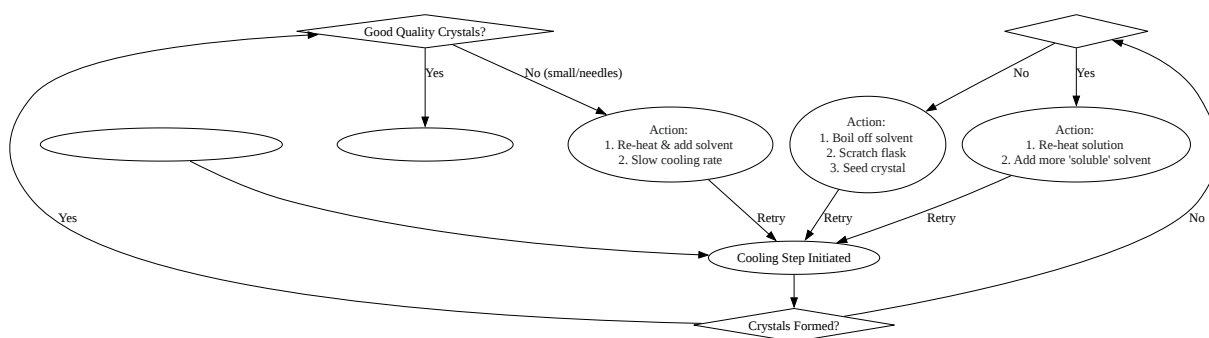 Good Quality Crystals?
Yes
No (small/needles)
No
Yes
Action:
1. Re-heat & add solvent
2. Slow cooling rate
Action:
1. Boil off solvent
2. Scratch flask
3. Seed crystal
Action:
1. Re-heat solution
2. Add more 'soluble' solvent
Yes
Retry
Retry
Retry
No
Cooling Step Initiated
Crystals Formed?